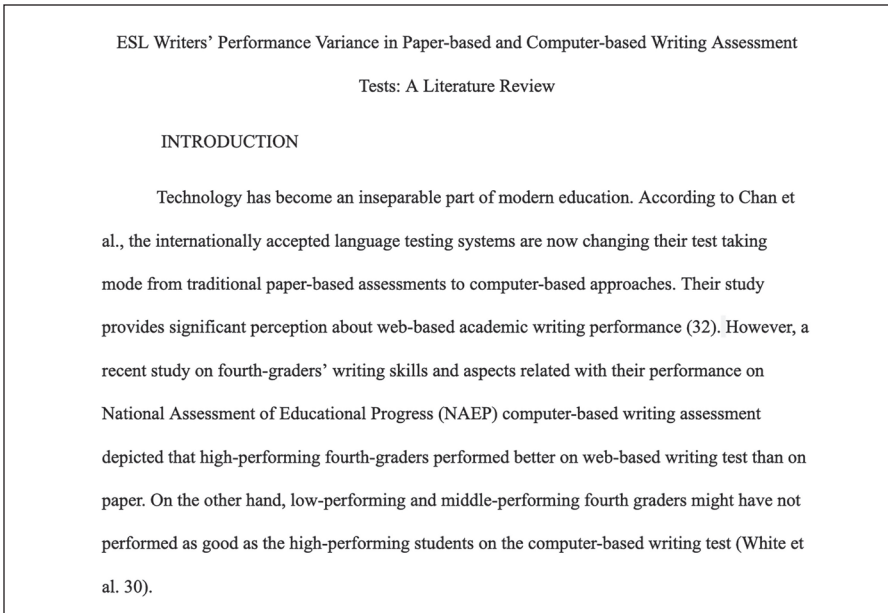 ESL Writers’ Performance Variance in Paper-based and Computer-based Writing Assessment
Tests: A Literature Review
INTRODUCTION
Technology has become an inseparable part of modern education. According to Chan et
al., the internationally accepted language testing systems are now changing their test taking
mode from traditional paper-based assessments to computer-based approaches. Their study
provides significant perception about web-based academic writing performance (32). However, a
recent study on fourth-graders’ writing skills and aspects related with their performance on
National Assessment of Educational Progress (NAEP) computer-based writing assessment
depicted that high-performing fourth-graders performed better on web-based writing test than on
paper. On the other hand, low-performing and middle-performing fourth graders might have not
performed as good as the high-performing students on the computer-based writing test (White et
al. 30).